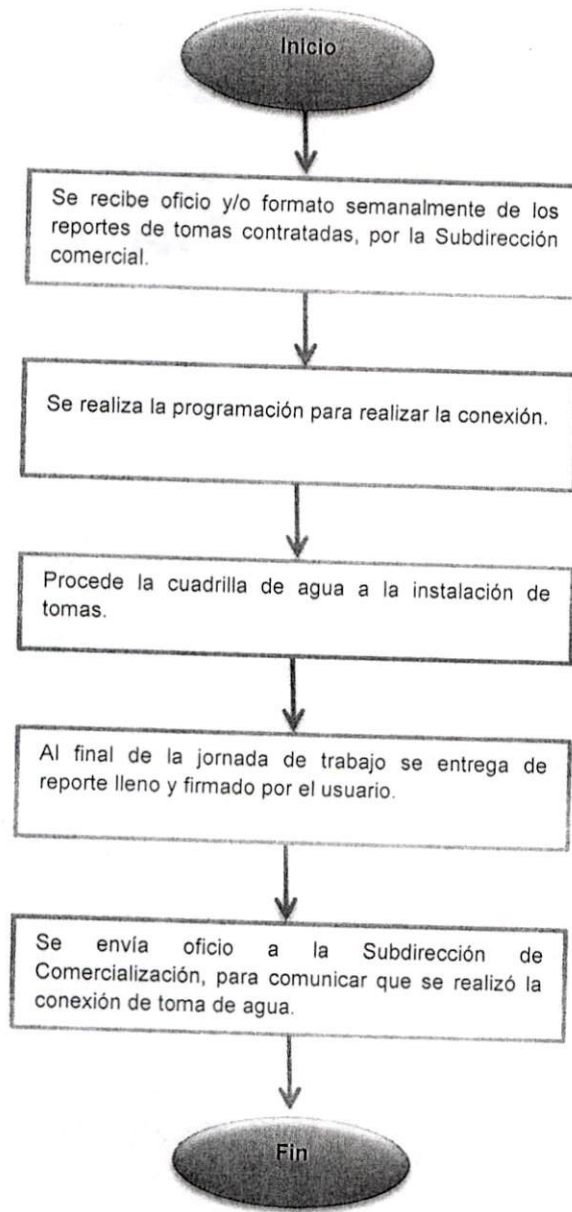 Inicio
Se recibe oficio y/o formato semanalmente de los
reportes de tomas contratadas, por la Subdirección
comercial.
Se realiza la programación para realizar la conexión.
Procede la cuadrilla de agua a la instalación de
tomas.
Al final de la jornada de trabajo se entrega de
reporte lleno y firmado por el usuario.
Se envía oficio a la Subdirección de
Comercialización, para comunicar que se realizó la
conexión de toma de agua.
Fin